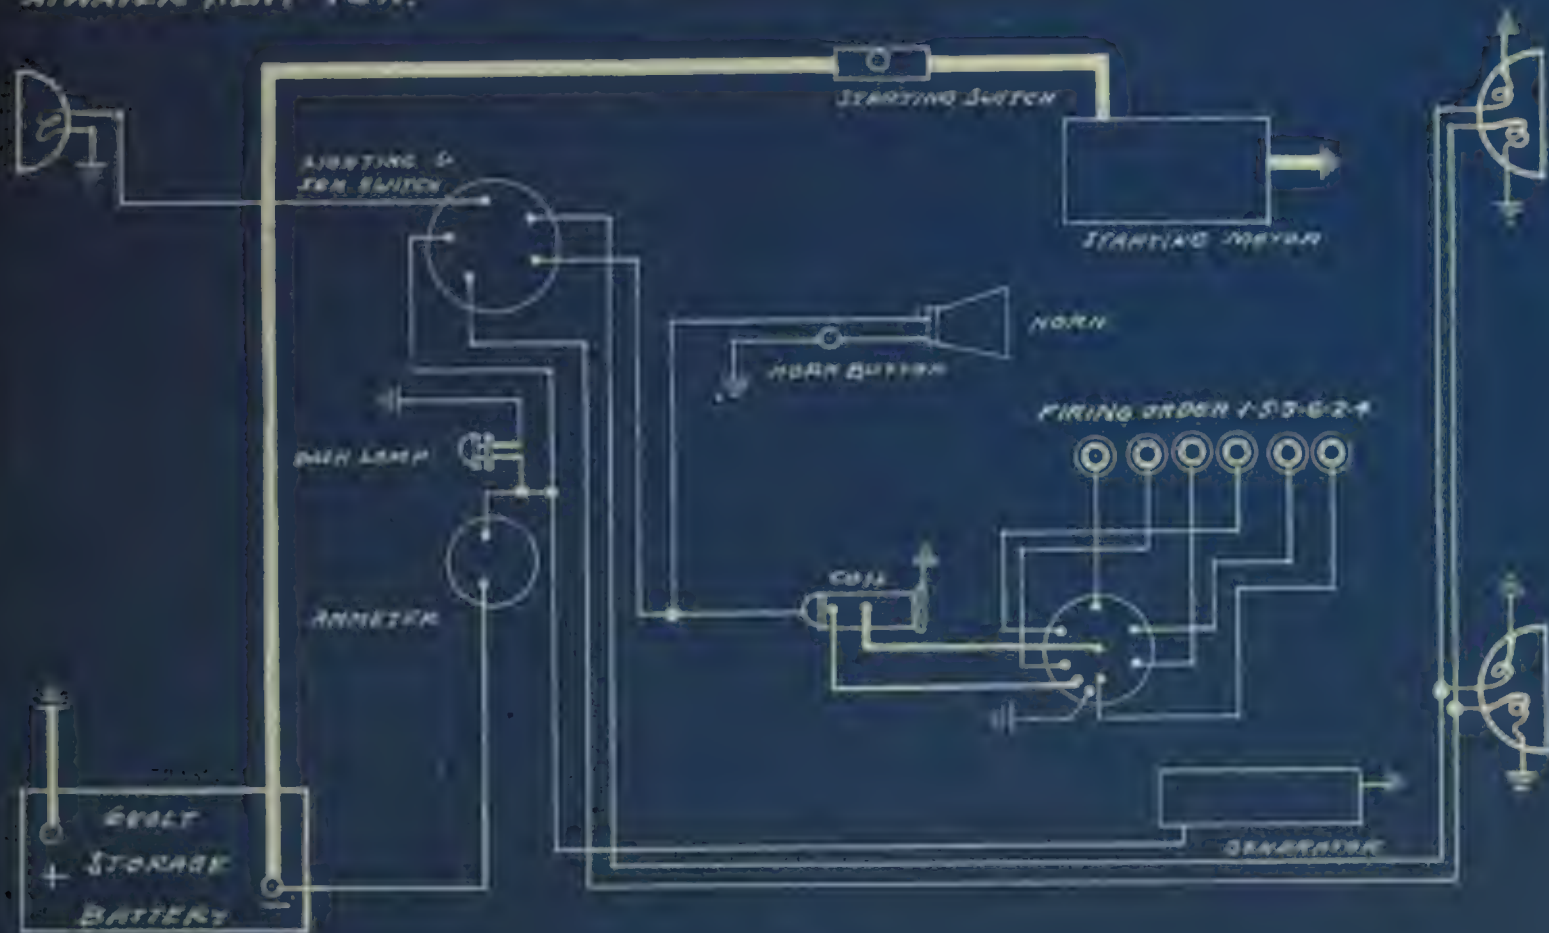 STARTING SWITCH
LIGHTING &
IGN. SWITCH
STARTING MOTOR
HORN
HORN BUTTON
FIRING ORDER 1-5-3-6-2-4
DASH LAMP
COIL
AMMETER
6 VOLT
+ STORAGE
BATTERY -
GENERATOR